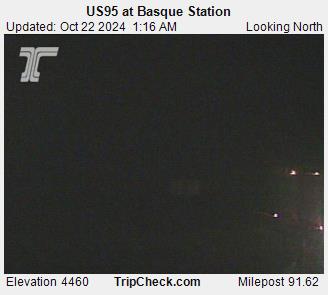 US95 at Basque Station
Updated: Oct 22 2024 1:16 AM Looking North
Elevation 4460 TripCheck.com Milepost 91.62